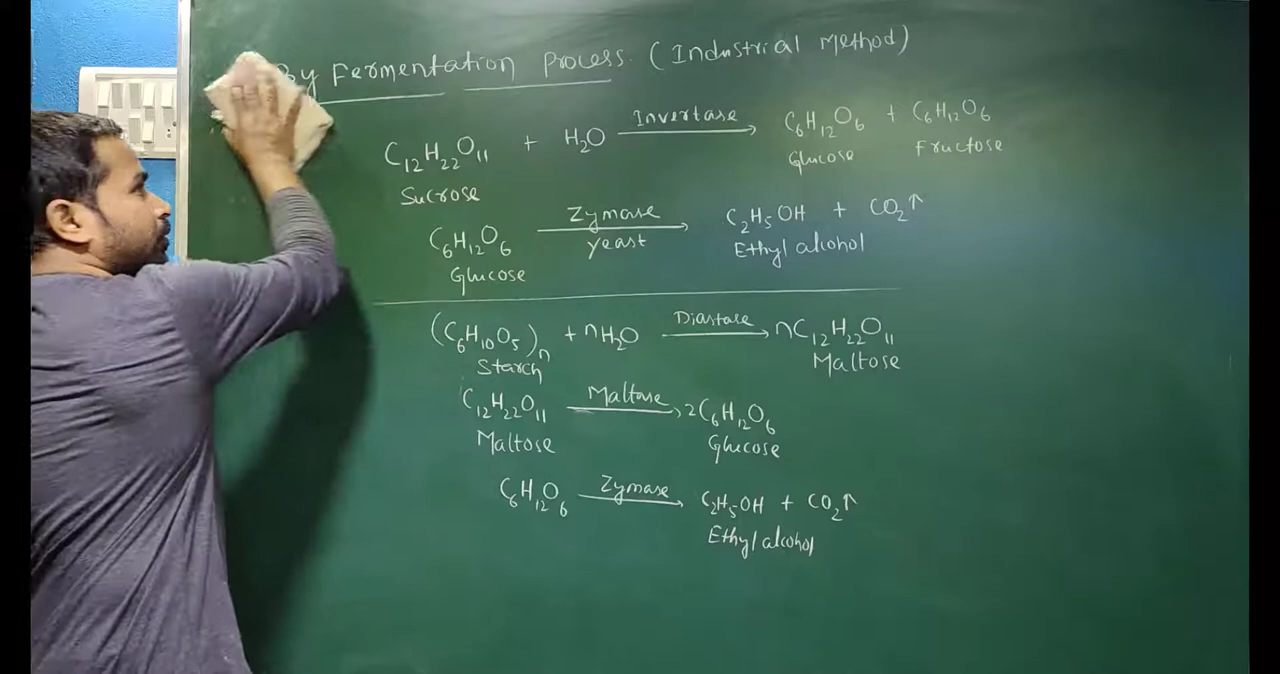 By Fermentation Process. (Industrial Method)
C12H22O11 + H2O Invertase → C6H12O6 + C6H12O6
Sucrose Glucose Fructose
C6H12O6 Zymase → C2H5OH + CO2↑
Glucose yeast Ethyl alcohol
(C6H10O5)n + nH2O Diastase → nC12H22O11
Starch Maltose
C12H22O11 Maltase → 2C6H12O6
Maltose Glucose
C6H12O6 Zymase → C2H5OH + CO2↑
Ethyl alcohol